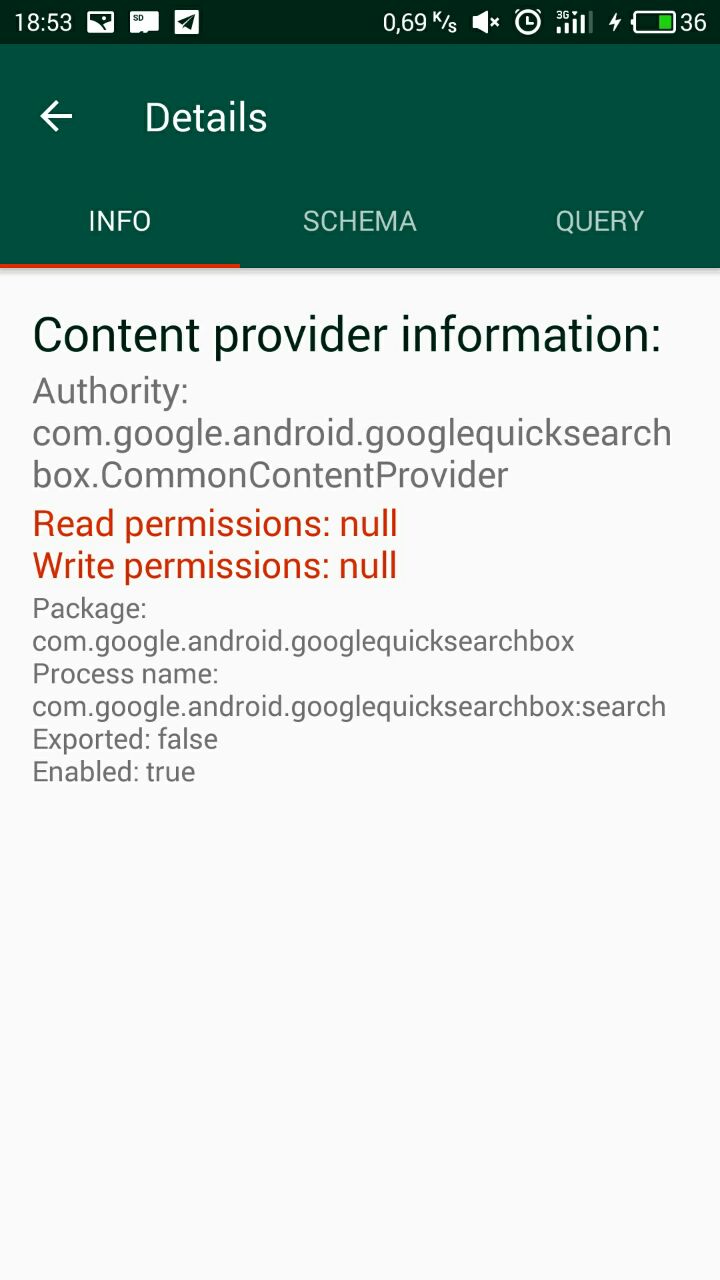 18:53 SD 0,69 K/s 3G 36
Details
INFO SCHEMA QUERY
Content provider information:
Authority:
com.google.android.googlequicksearch
box.CommonContentProvider
Read permissions: null
Write permissions: null
Package:
com.google.android.googlequicksearchbox
Process name:
com.google.android.googlequicksearchbox:search
Exported: false
Enabled: true